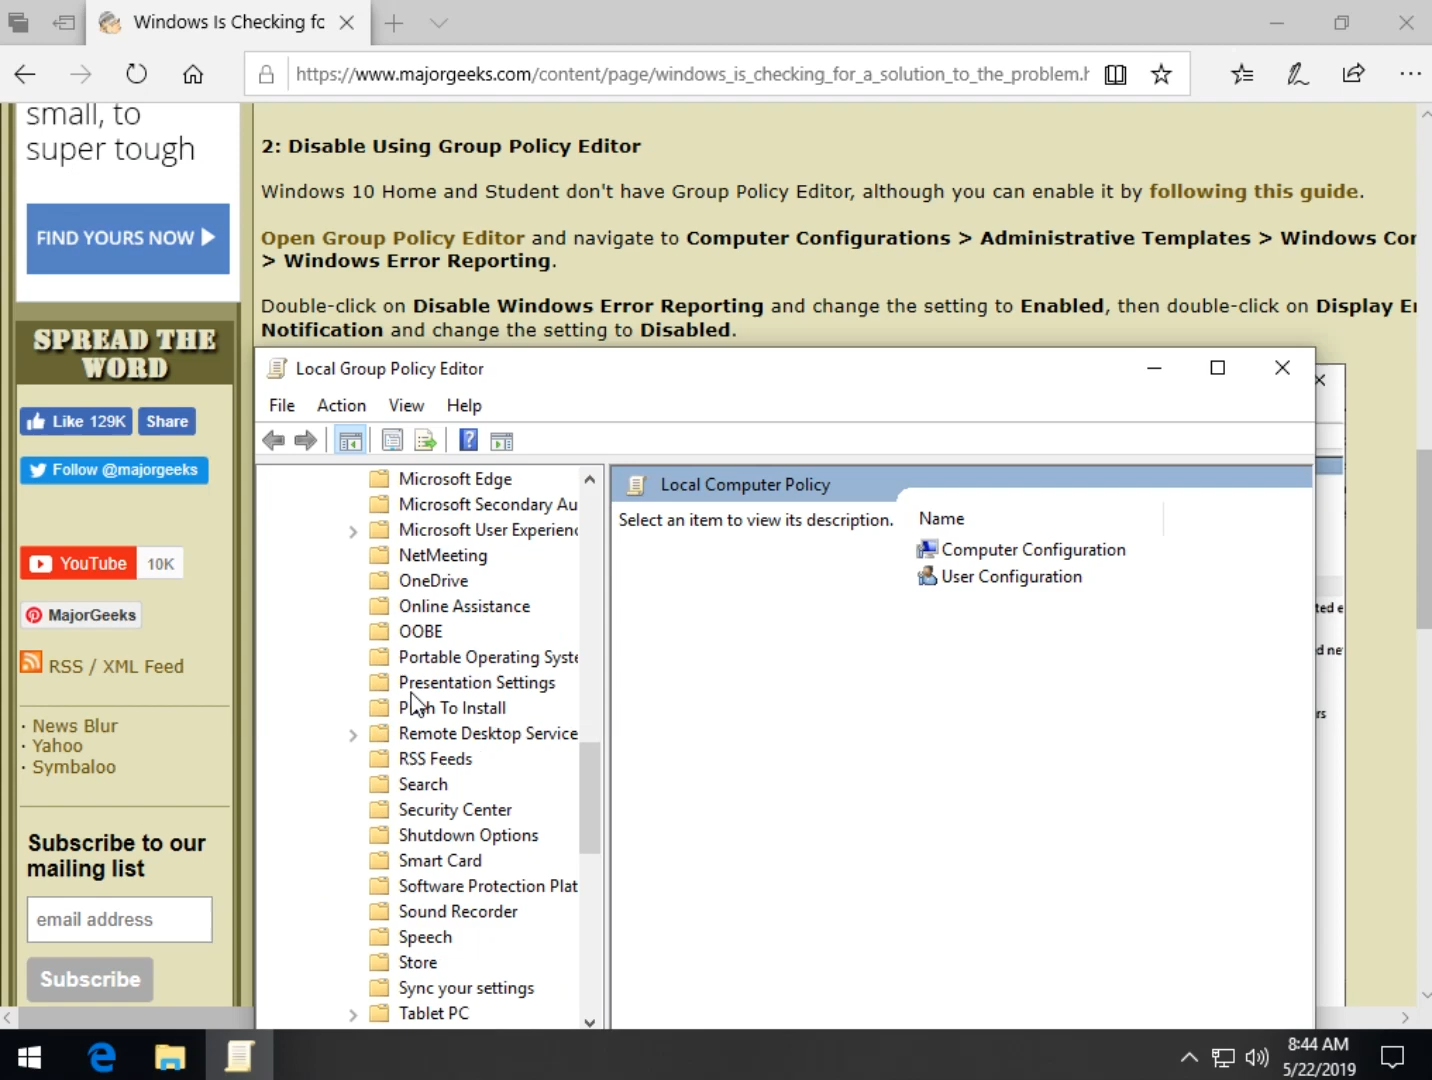 Windows Is Checking fc
https://www.majorgeeks.com/content/page/windows_is_checking_for_a_solution_to_the_problem.h
small, to
super tough
FIND YOURS NOW
SPREAD THE
WORD
Like 129K
Share
Follow @majorgeeks
YouTube
10K
MajorGeeks
RSS / XML Feed
· News Blur
· Yahoo
· Symbaloo
Subscribe to our
mailing list
email address
Subscribe
2: Disable Using Group Policy Editor
Windows 10 Home and Student don't have Group Policy Editor, although you can enable it by following this guide.
Open Group Policy Editor and navigate to Computer Configurations > Administrative Templates > Windows Cor
> Windows Error Reporting.
Double-click on Disable Windows Error Reporting and change the setting to Enabled, then double-click on Display E
Notification and change the setting to Disabled.
Local Group Policy Editor
File Action View Help
Microsoft Edge
Microsoft Secondary Au
Microsoft User Experienc
NetMeeting
OneDrive
Online Assistance
OOBE
Portable Operating Syste
Presentation Settings
Push To Install
Remote Desktop Service
RSS Feeds
Search
Security Center
Shutdown Options
Smart Card
Software Protection Plat
Sound Recorder
Speech
Store
Sync your settings
Tablet PC
Local Computer Policy
Select an item to view its description.
Name
Computer Configuration
User Configuration
ted e
d ne
rs
8:44 AM
5/22/2019